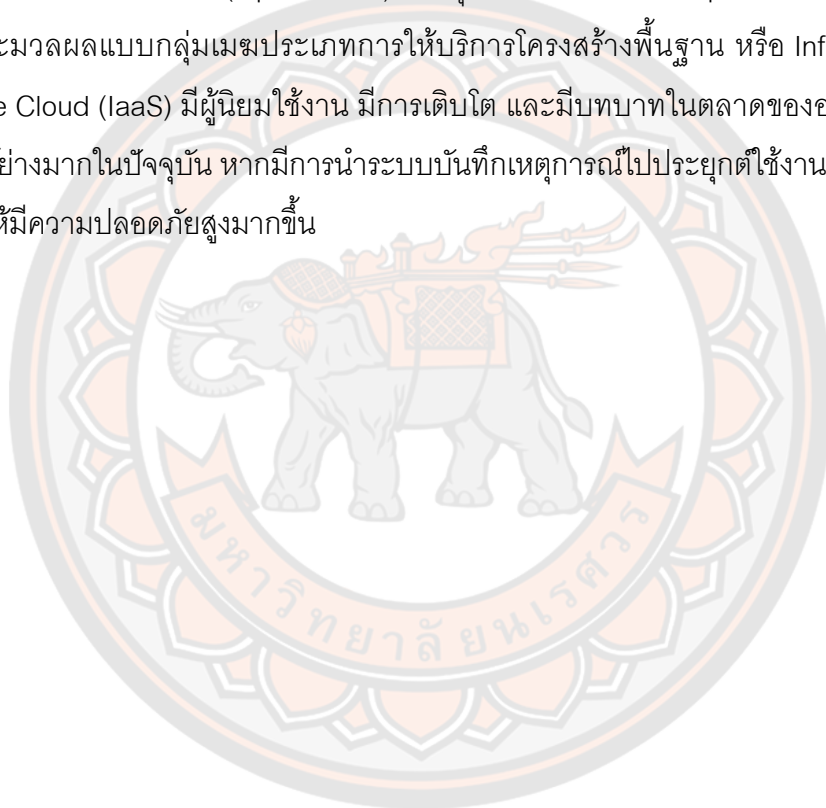 ะมวลผลแบบกลุ่มเมฆประเภทการให้บริการโครงสร้างพื้นฐาน หรือ Inf
e Cloud (IaaS) มีผู้นิยมใช้งาน มีการเติบโต และมีบทบาทในตลาดของอ
ย่างมากในปัจจุบัน หากมีการนำระบบบันทึกเหตุการณ์ไปประยุกต์ใช้งาน
ห้มีความปลอดภัยสูงมากขึ้น
มหาวิทยาลัยนเรศวร